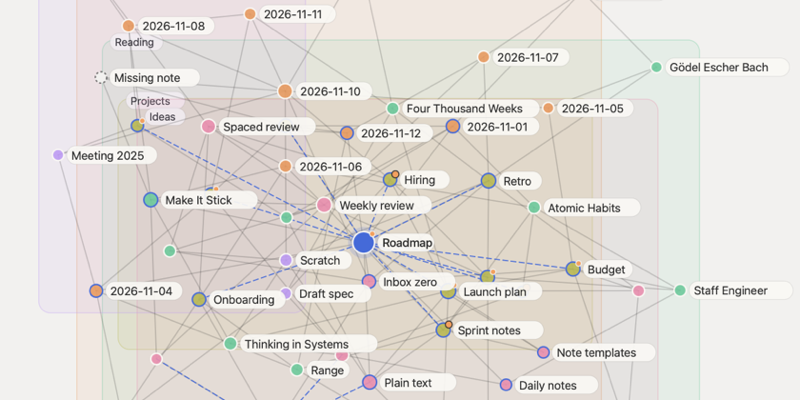 2026-11-11
2026-11-08
Reading
2026-11-07
Gödel Escher Bach
Missing note
2026-11-10
Projects
Four Thousand Weeks
2026-11-05
Ideas
Spaced review
2026-11-12
2026-11-01
Meeting 2025
2026-11-06
Hiring
Retro
Make It Stick
Weekly review
Atomic Habits
Roadmap
Scratch
Budget
Inbox zero
2026-11-04
Onboarding
Draft spec
Launch plan
Staff Engineer
Sprint notes
Thinking in Systems
Note templates
Range
Plain text
Daily notes